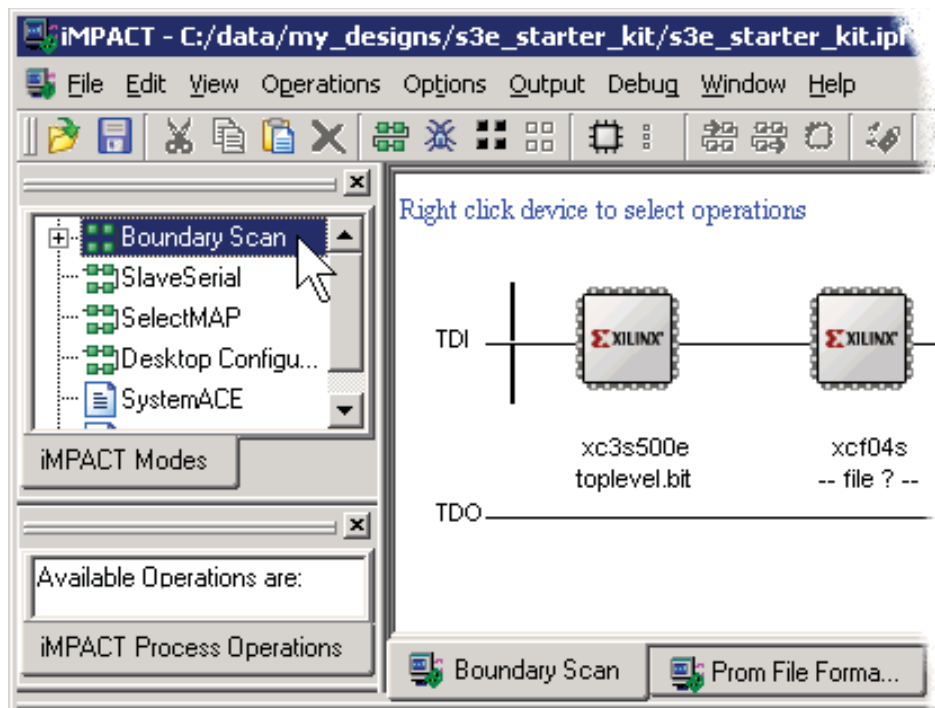 iMPACT - C:/data/my_designs/s3e_starter_kit/s3e_starter_kit.ipf
File Edit View Operations Options Output Debug Window Help
Boundary Scan
SlaveSerial
SelectMAP
Desktop Configu...
SystemACE
iMPACT Modes
Available Operations are:
iMPACT Process Operations
Right click device to select operations
TDI
XILINX
XILINX
xc3s500e
toplevel.bit
xcf04s
-- file ? --
TDO
Boundary Scan
Prom File Forma...